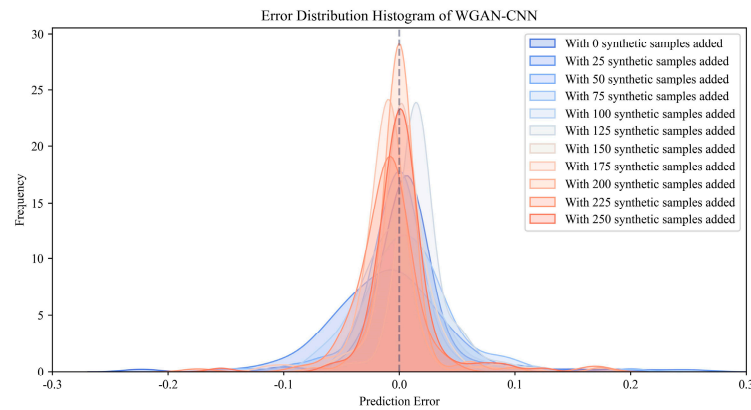 Error Distribution Histogram of WGAN-CNN
30
25
20
15
10
5
0
Frequency
With 0 synthetic samples added
With 25 synthetic samples added
With 50 synthetic samples added
With 75 synthetic samples added
With 100 synthetic samples added
With 125 synthetic samples added
With 150 synthetic samples added
With 175 synthetic samples added
With 200 synthetic samples added
With 225 synthetic samples added
With 250 synthetic samples added
-0.3 -0.2 -0.1 0.0 0.1 0.2 0.3
Prediction Error